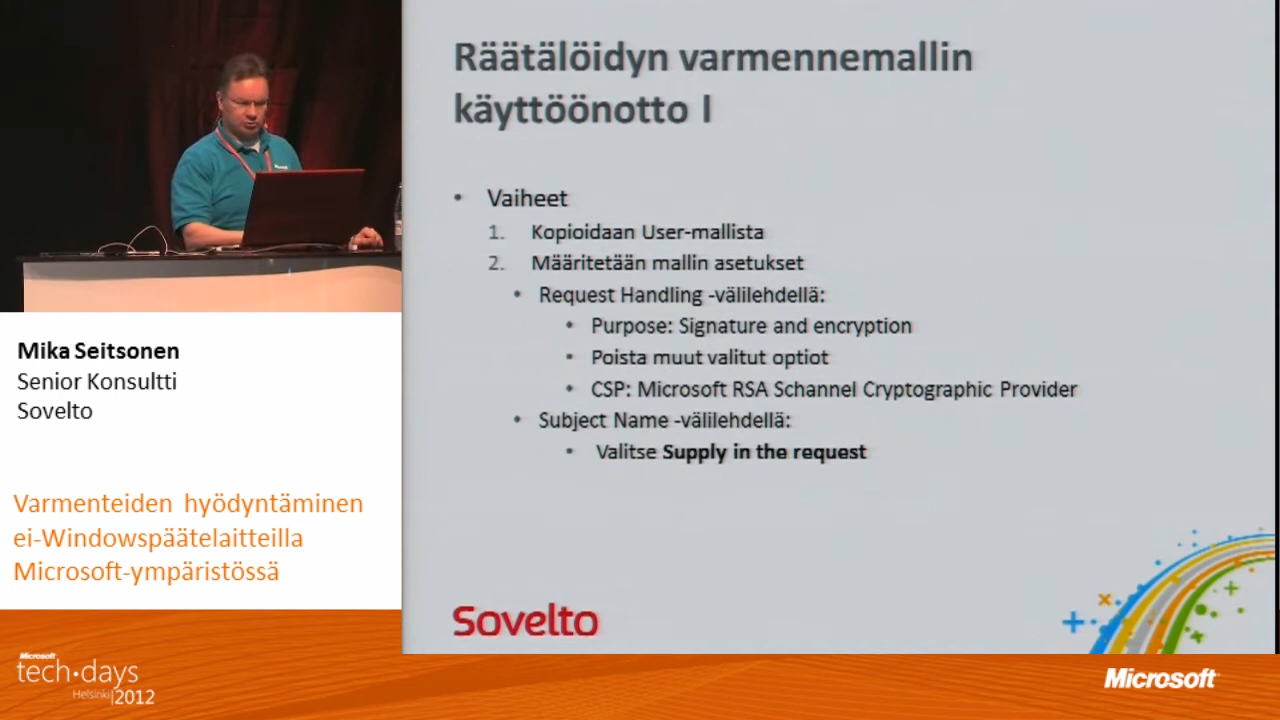 Räätälöidyn varmennemallin
käyttöönotto I
• Vaiheet
1. Kopioidaan User-mallista
2. Määritetään mallin asetukset
• Request Handling -välilehdellä:
• Purpose: Signature and encryption
• Poista muut valitut optiot
• CSP: Microsoft RSA Schannel Cryptographic Provider
• Subject Name -välilehdellä:
• Valitse Supply in the request
Sovelto
Mika Seitsonen
Senior Konsultti
Sovelto
Varmenteiden hyödyntäminen
ei-Windowspäätelaitteilla
Microsoft-ympäristössä
Microsoft
tech·days
Helsinki|2012
Microsoft